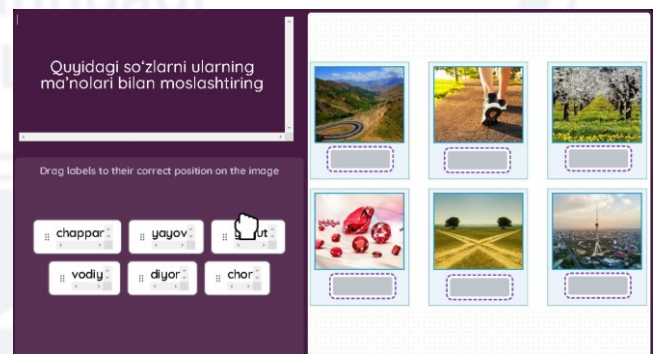 Quyidagi so‘zlarni ularning
ma’nolari bilan moslashtiring
Drag labels to their correct position on the image
chappar
yayov
vodiy
diyor
chor